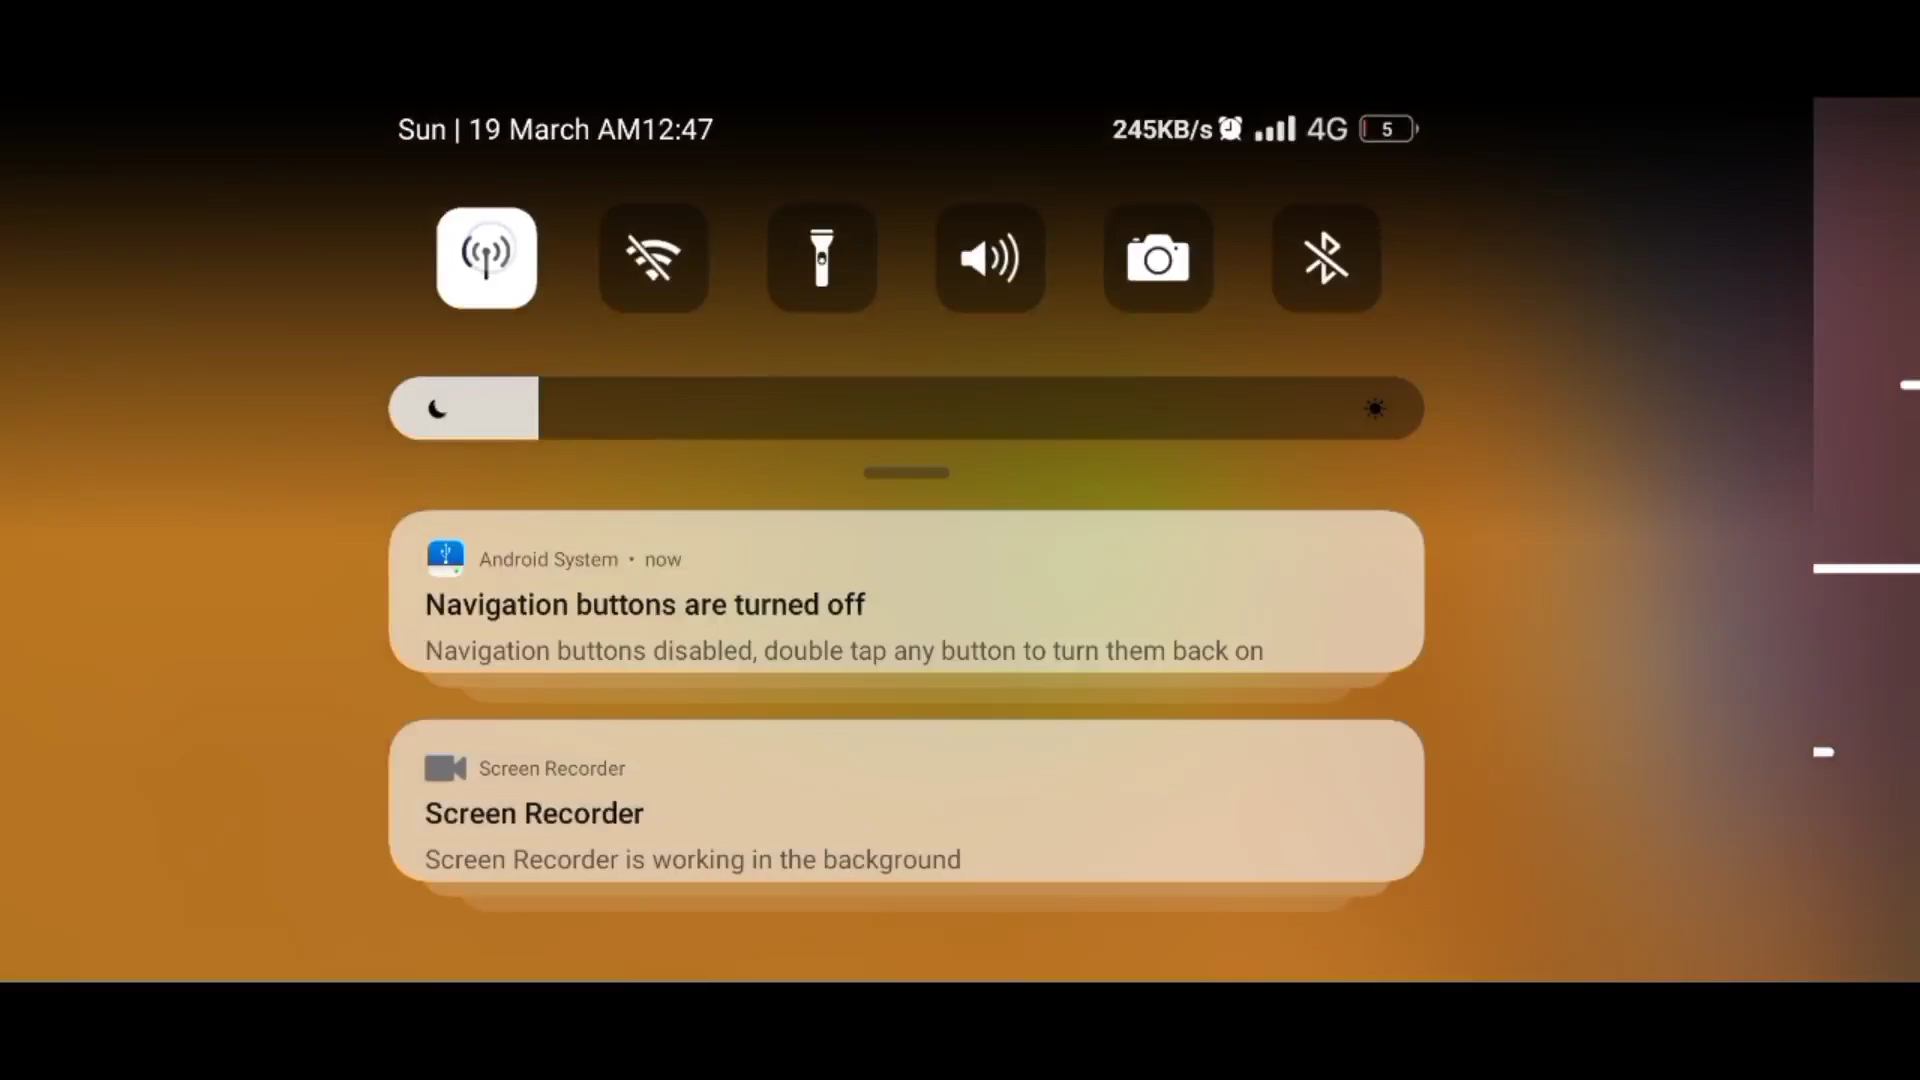 Sun | 19 March AM12:47
245KB/s 4G 5
Android System • now
Navigation buttons are turned off
Navigation buttons disabled, double tap any button to turn them back on
Screen Recorder
Screen Recorder
Screen Recorder is working in the background